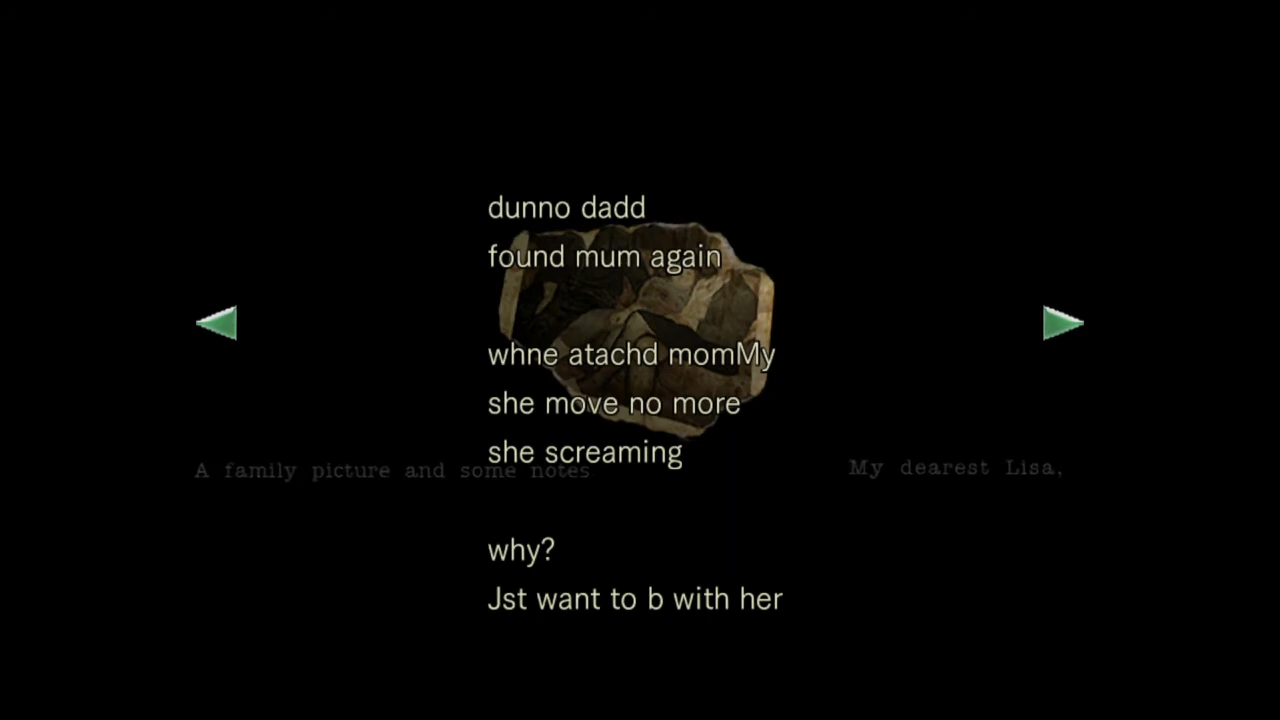 dunno dadd
found mum again
whne atachd momMy
she move no more
she screaming
A family picture and some notes
My dearest Lisa,
why?
Jst want to b with her